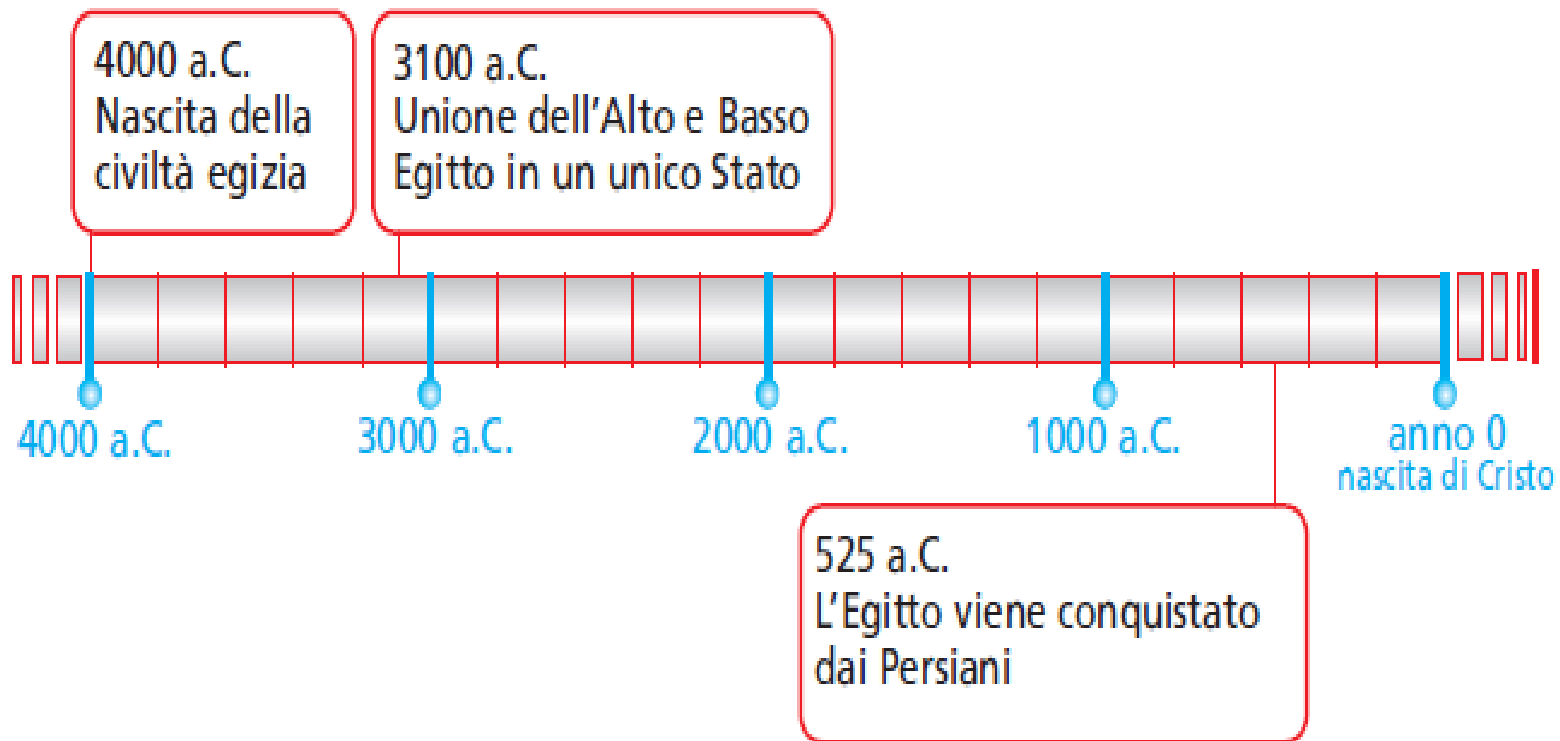 4000 a.C.
Nascita della
civiltà egizia
3100 a.C.
Unione dell'Alto e Basso
Egitto in un unico Stato
4000 a.C.
3000 a.C.
2000 a.C.
1000 a.C.
anno 0
nascita di Cristo
525 a.C.
L'Egitto viene conquistato
dai Persiani